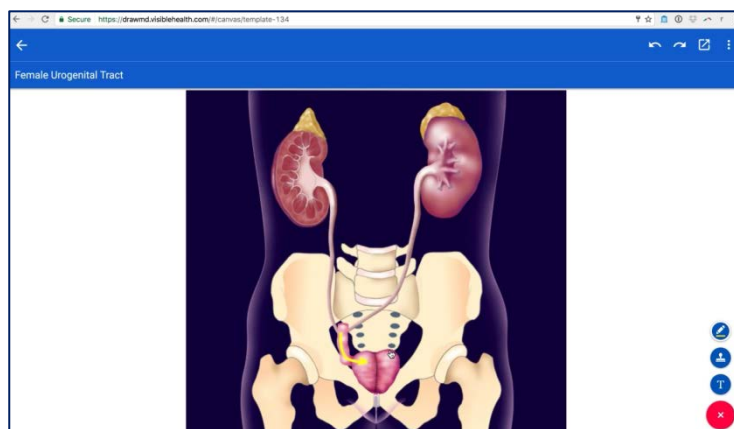 Secure https://drawmd.visiblehealth.com/#/canvas/template-134
Female Urogenital Tract
T